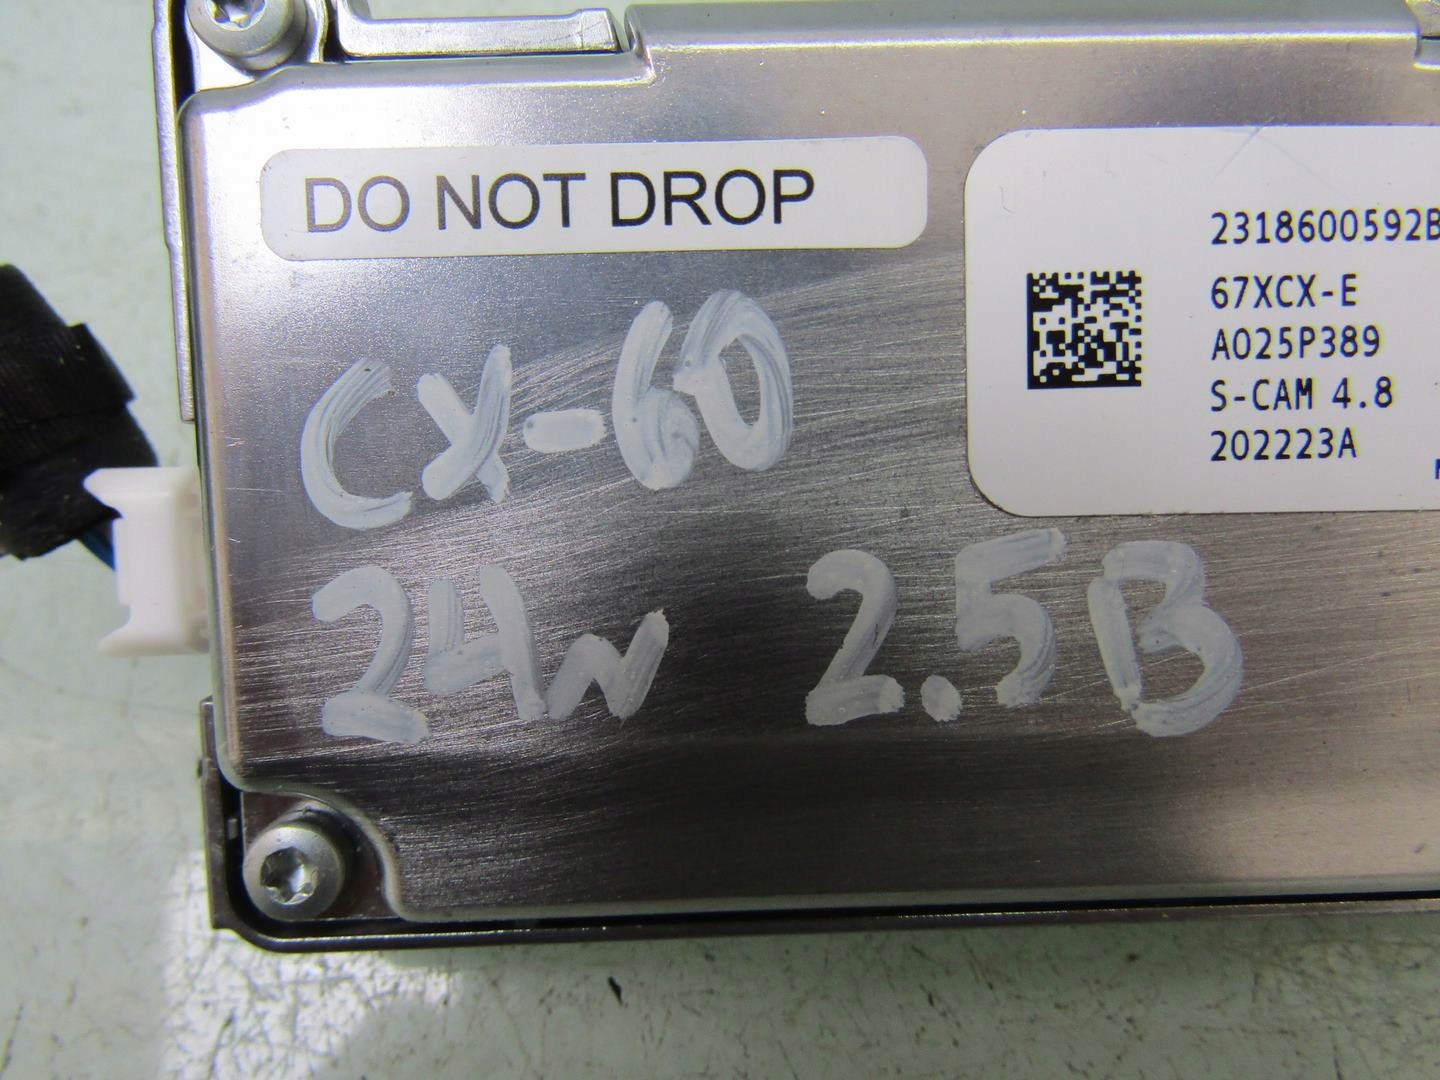 DO NOT DROP
2318600592B
67XCX-E
A025P389
S-CAM 4.8
202223A
CX-60
24W 2.5B